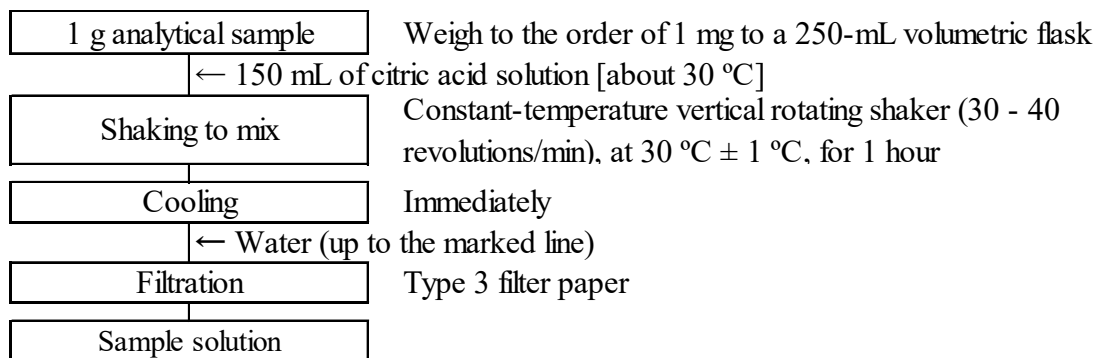 1 g analytical sample Weigh to the order of 1 mg to a 250-mL volumetric flask
← 150 mL of citric acid solution [about 30 ºC]
Shaking to mix Constant-temperature vertical rotating shaker (30 - 40
revolutions/min), at 30 ºC ± 1 ºC, for 1 hour
Cooling Immediately
← Water (up to the marked line)
Filtration Type 3 filter paper
Sample solution